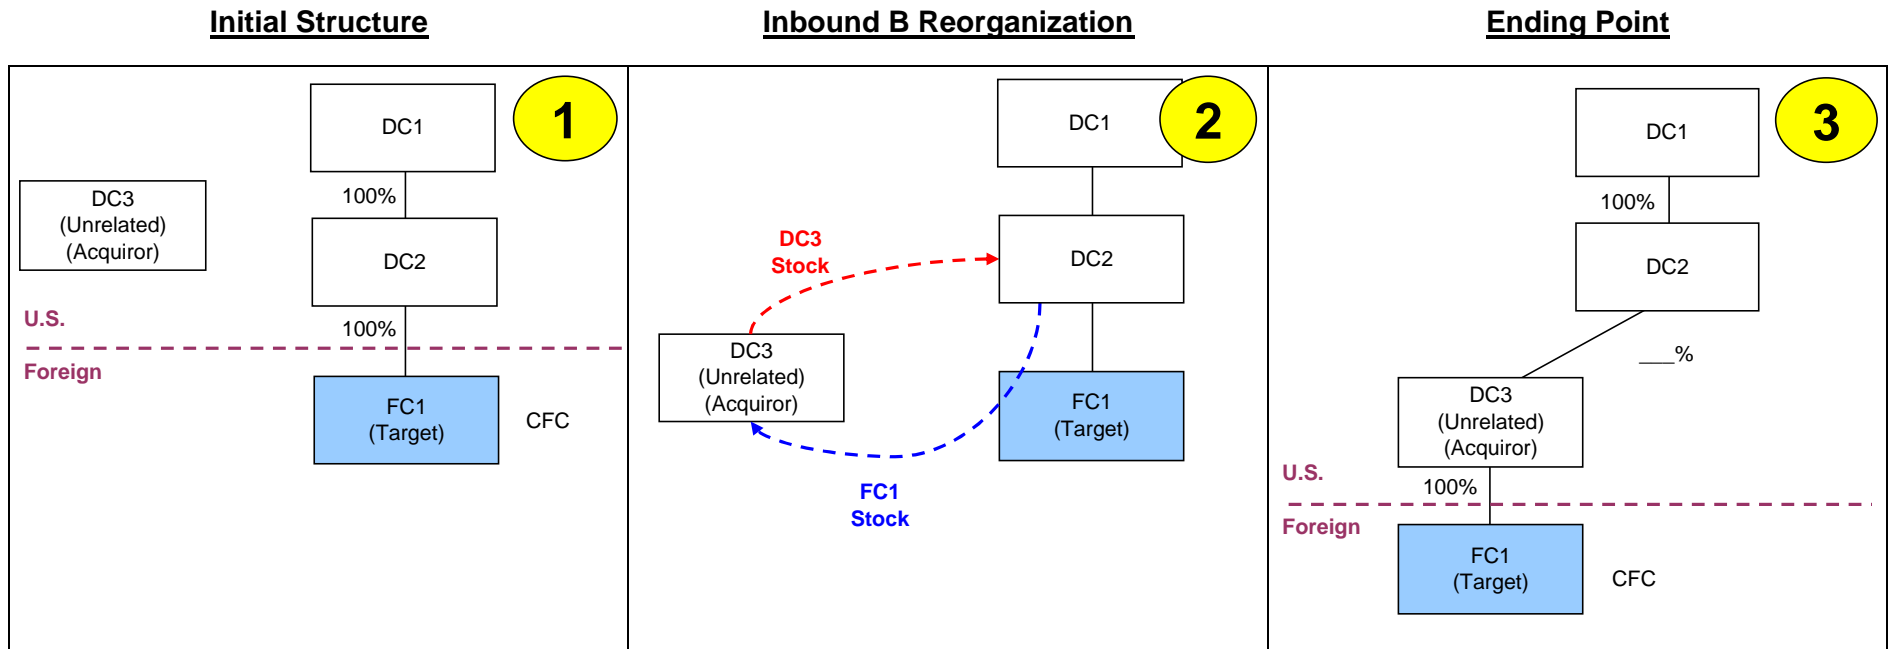 Initial Structure
Inbound B Reorganization
Ending Point
1
DC1
100%
DC3
(Unrelated)
(Acquiror)
DC2
U.S.
100%
Foreign
FC1
(Target)
CFC
2
DC1
DC3
Stock
DC2
DC3
(Unrelated)
(Acquiror)
FC1
(Target)
FC1
Stock
3
DC1
100%
DC2
___%
DC3
(Unrelated)
(Acquiror)
U.S.
100%
Foreign
FC1
(Target)
CFC